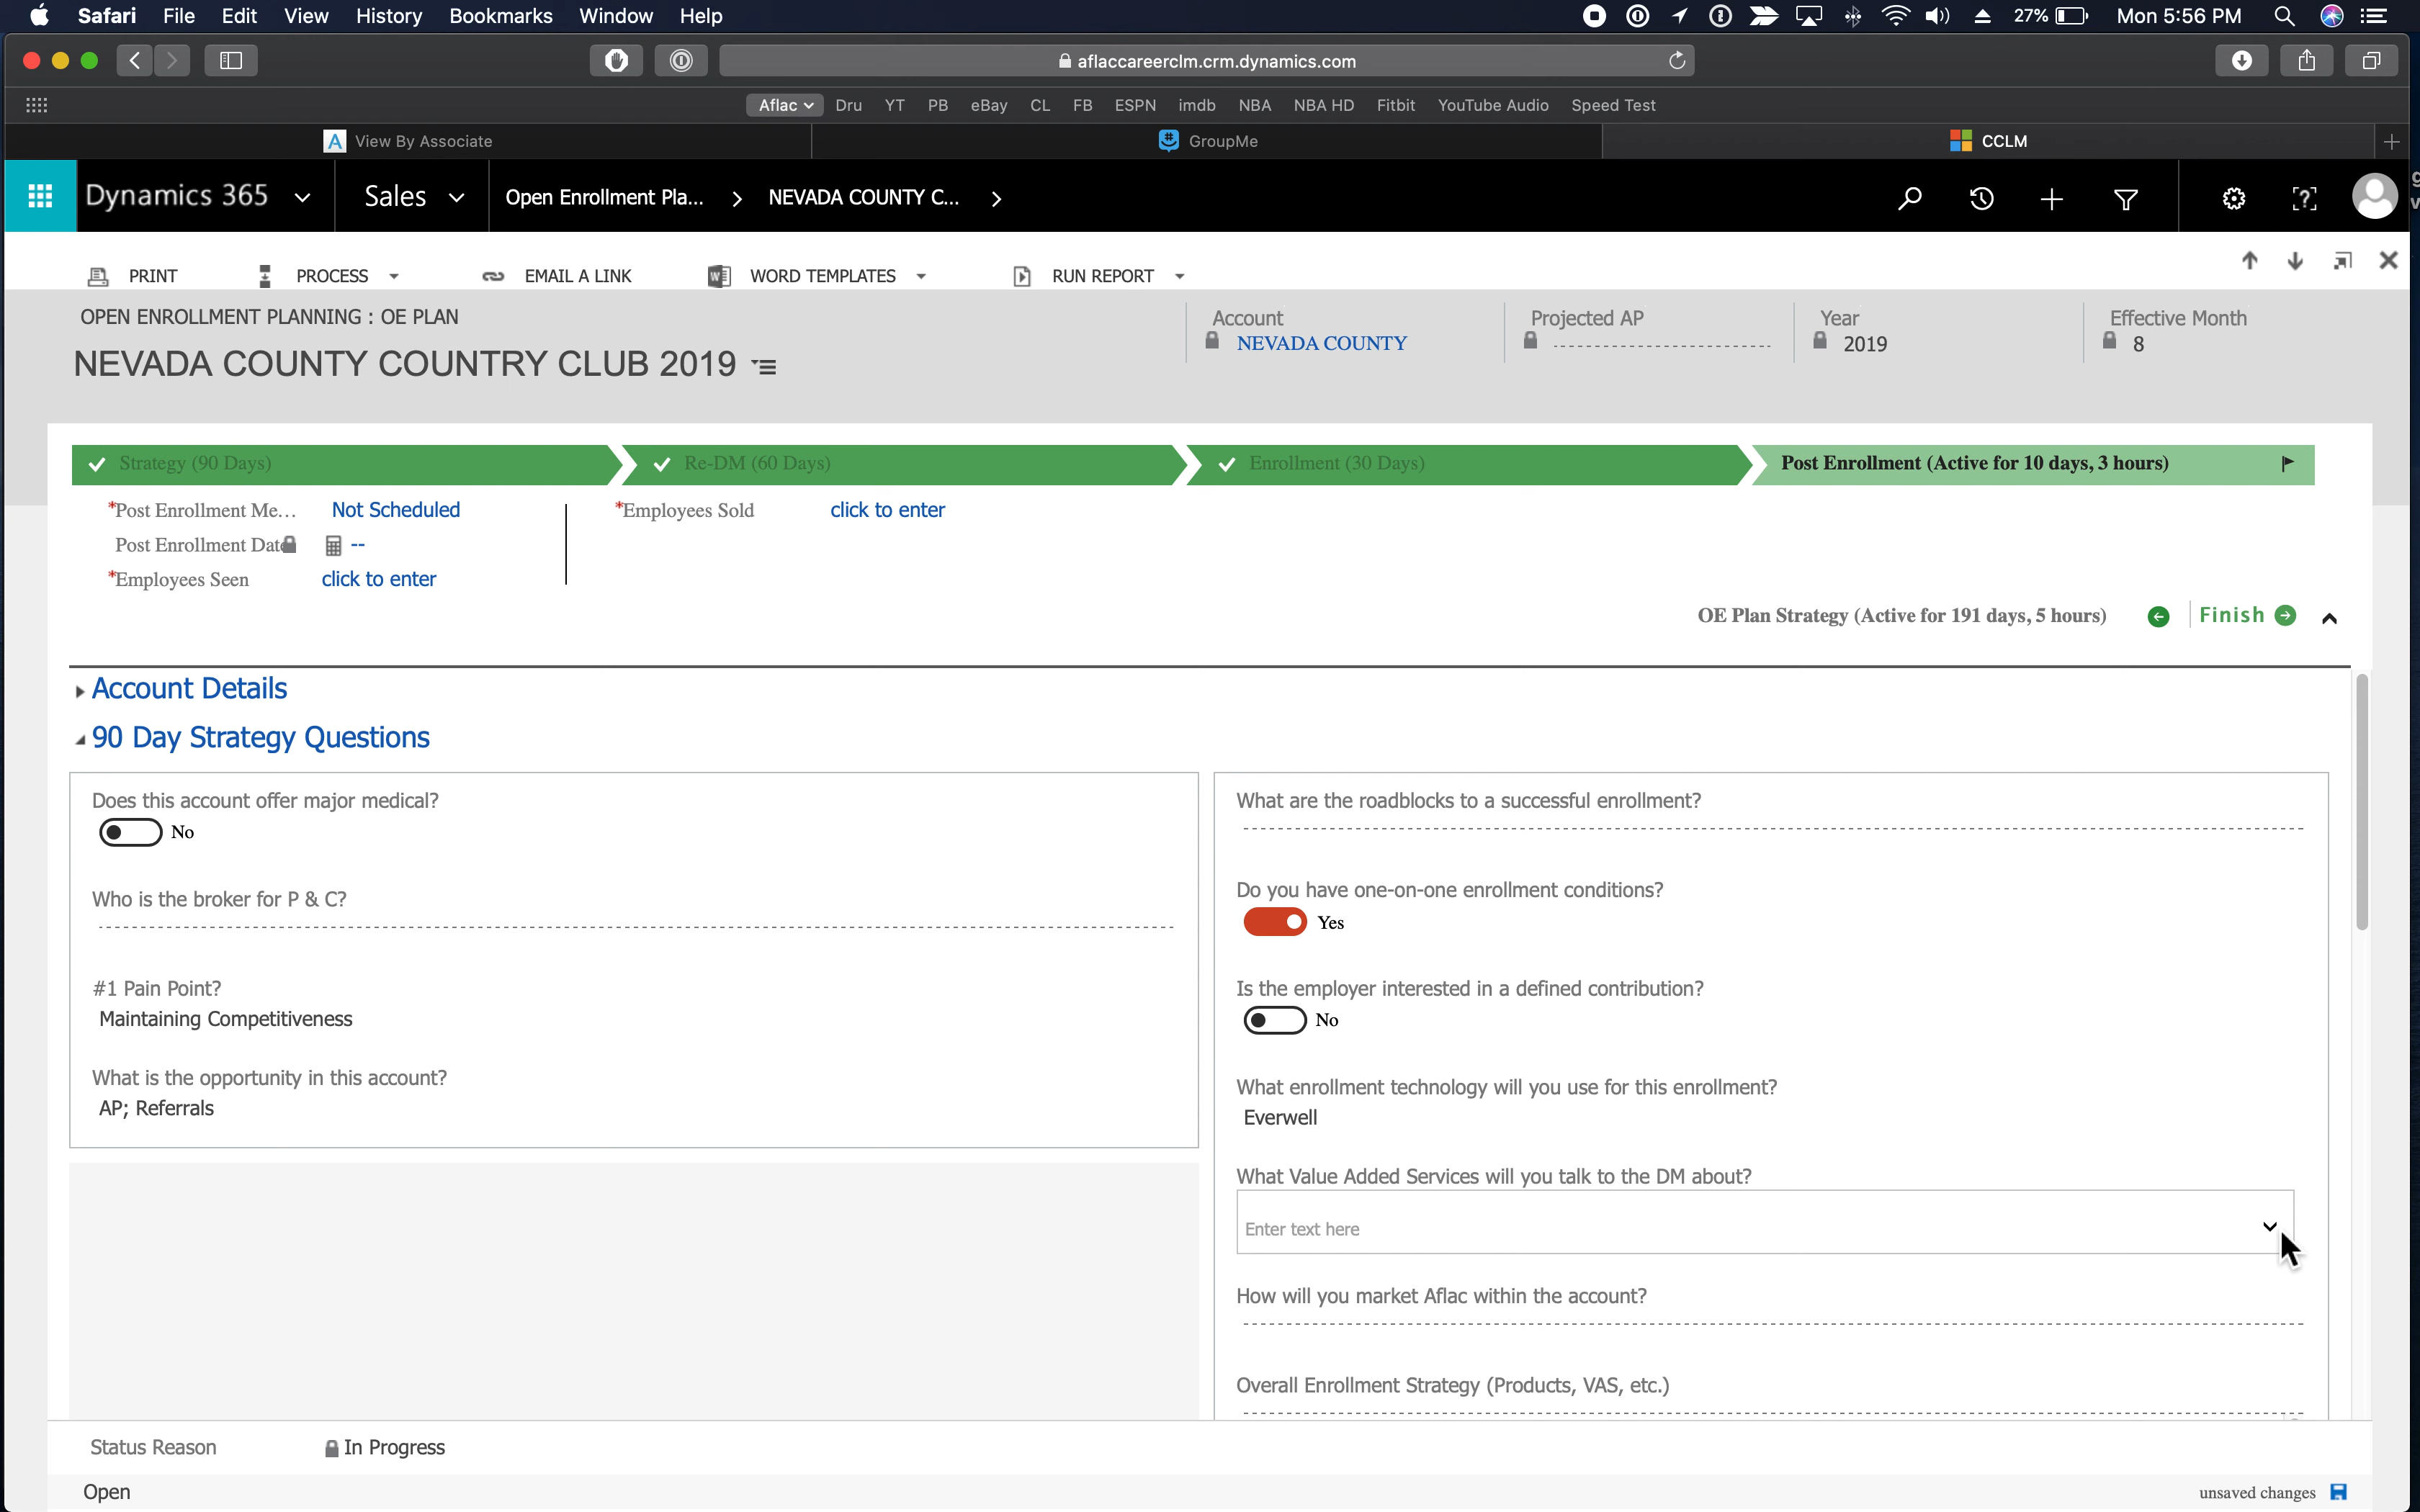 Safari File Edit View History Bookmarks Window Help 27% Mon 5:56 PM
aflaccareerclm.crm.dynamics.com
Aflac Dru YT PB eBay CL FB ESPN imdb NBA NBA HD Fitbit YouTube Audio Speed Test
View By Associate GroupMe CCLM
Dynamics 365 Sales Open Enrollment Pla... NEVADA COUNTY C...
PRINT PROCESS EMAIL A LINK WORD TEMPLATES RUN REPORT
OPEN ENROLLMENT PLANNING : OE PLAN
NEVADA COUNTY COUNTRY CLUB 2019
Account Projected AP Year Effective Month
NEVADA COUNTY 2019 8
Strategy (90 Days) Re-DM (60 Days) Enrollment (30 Days) Post Enrollment (Active for 10 days, 3 hours)
*Post Enrollment Me... Not Scheduled *Employees Sold click to enter
Post Enrollment Date --
*Employees Seen click to enter
OE Plan Strategy (Active for 191 days, 5 hours) Finish
Account Details
90 Day Strategy Questions
Does this account offer major medical?
No
Who is the broker for P & C?
#1 Pain Point?
Maintaining Competitiveness
What is the opportunity in this account?
AP; Referrals
What are the roadblocks to a successful enrollment?
Do you have one-on-one enrollment conditions?
Yes
Is the employer interested in a defined contribution?
No
What enrollment technology will you use for this enrollment?
Everwell
What Value Added Services will you talk to the DM about?
Enter text here
How will you market Aflac within the account?
Overall Enrollment Strategy (Products, VAS, etc.)
Status Reason In Progress
Open unsaved changes